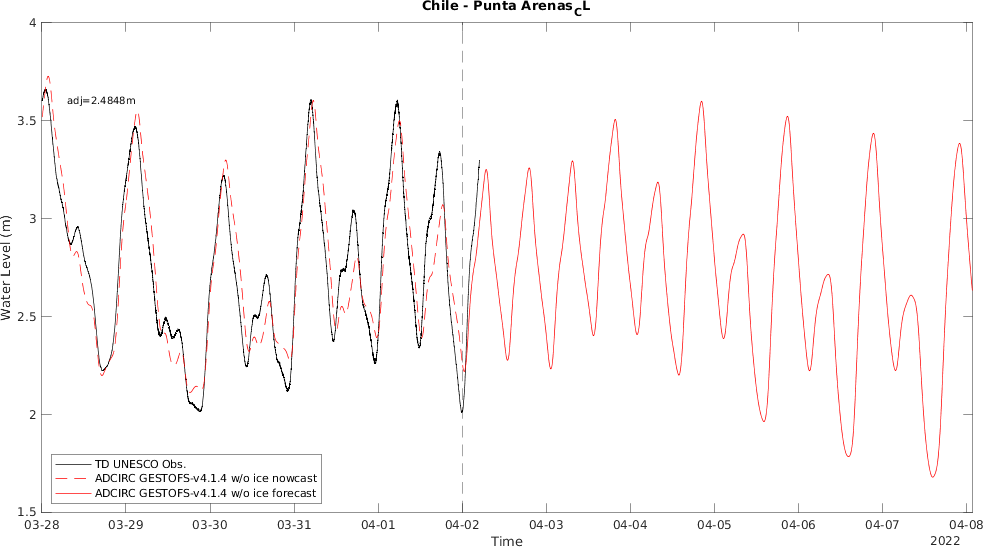 Chile - Punta Arenas_CL
4
3.5
3
2.5
2
1.5
Water Level (m)
adj=2.4848m
TD UNESCO Obs.
ADCIRC GESTOFS-v4.1.4 w/o ice nowcast
ADCIRC GESTOFS-v4.1.4 w/o ice forecast
03-28 03-29 03-30 03-31 04-01 04-02 04-03 04-04 04-05 04-06 04-07 04-08
Time
2022